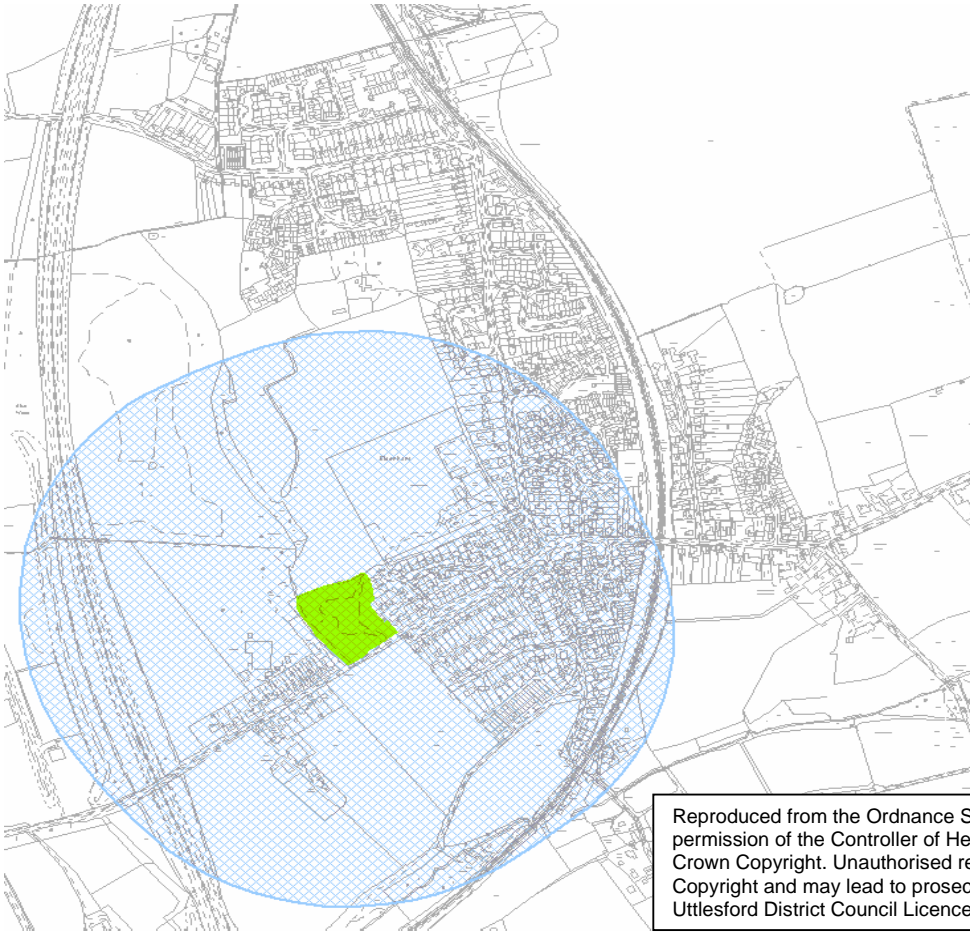 Elsenham
Reproduced from the Ordnance S
permission of the Controller of He
Crown Copyright. Unauthorised re
Copyright and may lead to prosec
Uttlesford District Council Licence